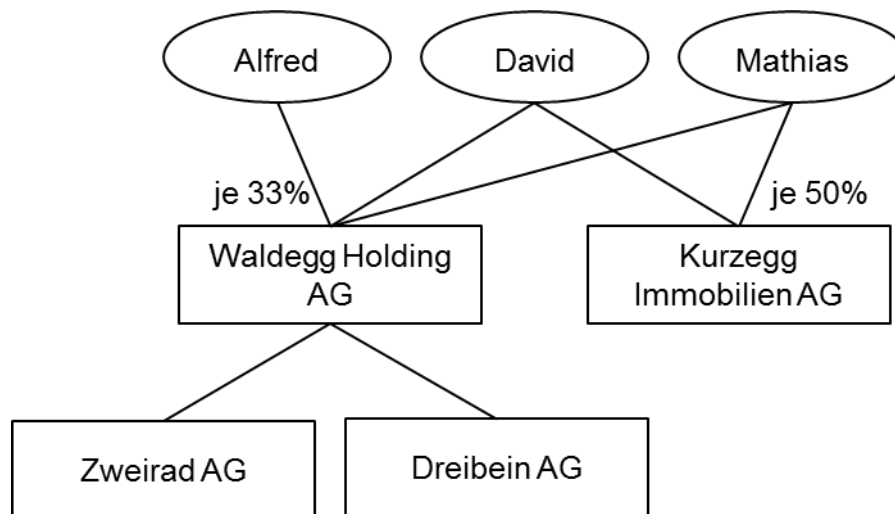 Alfred
David
Mathias
je 33%
je 50%
Waldegg Holding
AG
Kurzegg
Immobilien AG
Zweirad AG
Dreibein AG